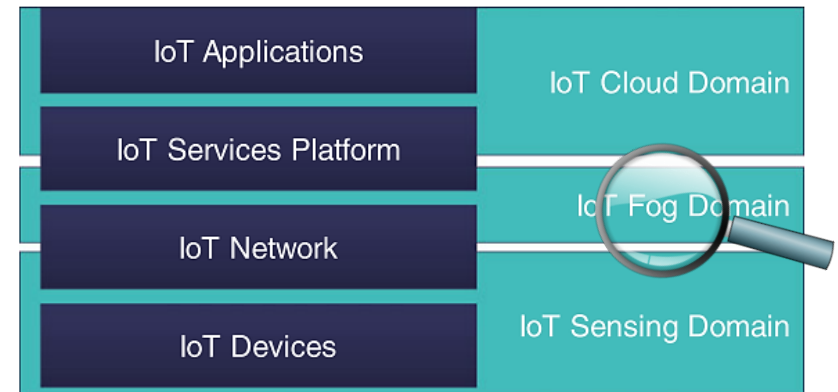 IoT Applications
IoT Cloud Domain
IoT Services Platform
IoT Fog Domain
IoT Network
IoT Sensing Domain
IoT Devices